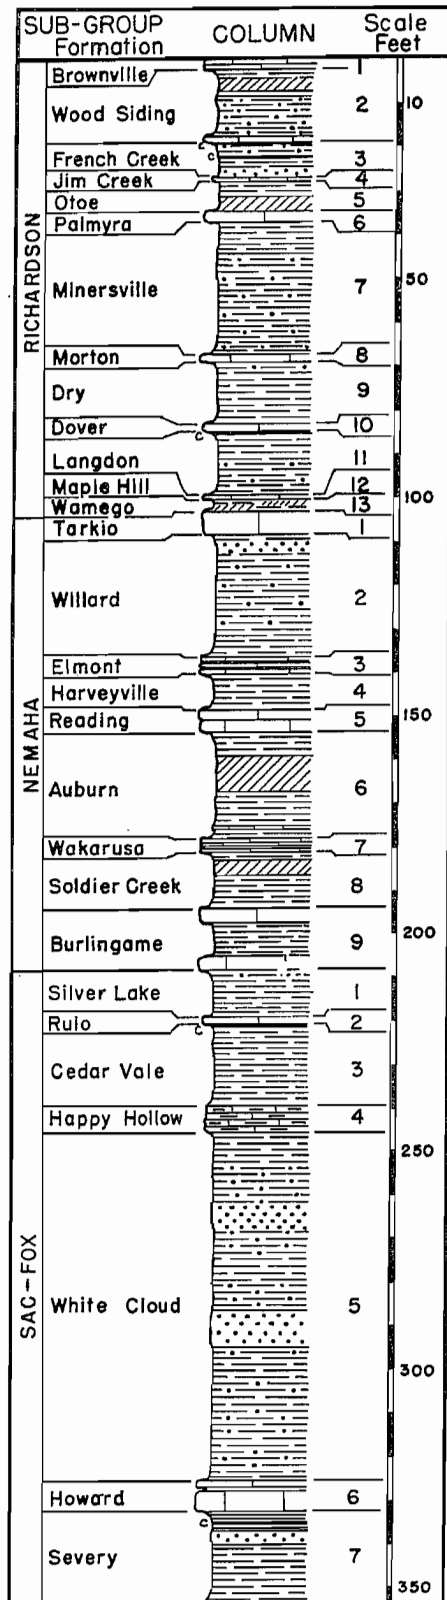 SUB-GROUP
Formation
COLUMN
Scale
Feet
RICHARDSON
Brownville 1
10
Wood Siding 2
c
c
French Creek 3
Jim Creek 4
Otoe 5
Palmyra 6
50
Minersville 7
Morton 8
Dry 9
Dover 10
c
Langdon 11
Maple Hill 12
100
Wamego 13
NEMAHA
Tarkio 1
Willard 2
Elmont 3
Harveyville 4
150
Reading 5
Auburn 6
Wakarusa 7
Soldier Creek 8
200
Burlingame 9
SAC-FOX
Silver Lake 1
Rulo 2
c
Cedar Vale 3
Happy Hollow 4
250
White Cloud 5
300
Howard 6
c
Severy 7
350